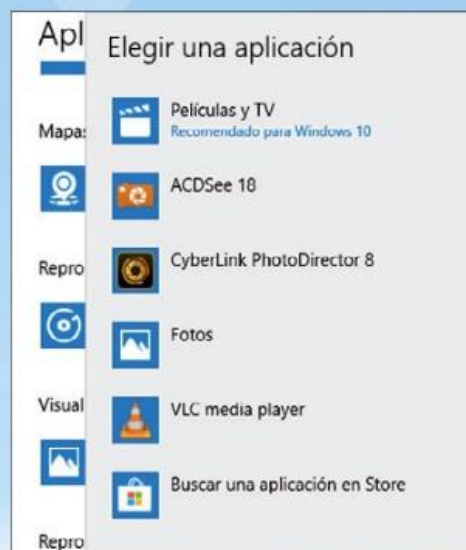 Apl
Elegir una aplicación
Películas y TV
Recomendado para Windows 10
Mapas
ACDSee 18
CyberLink PhotoDirector 8
Repro
Fotos
Visual
VLC media player
Buscar una aplicación en Store
Repro